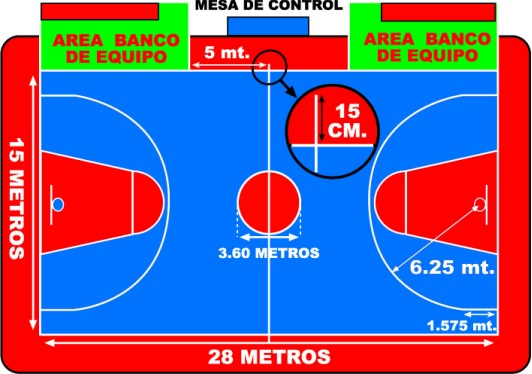 MESA DE CONTROL
AREA BANCO
DE EQUIPO
AREA BANCO
DE EQUIPO
5 mt.
15
CM.
15 METROS
3.60 METROS
6.25 mt.
1.575 mt.
28 METROS